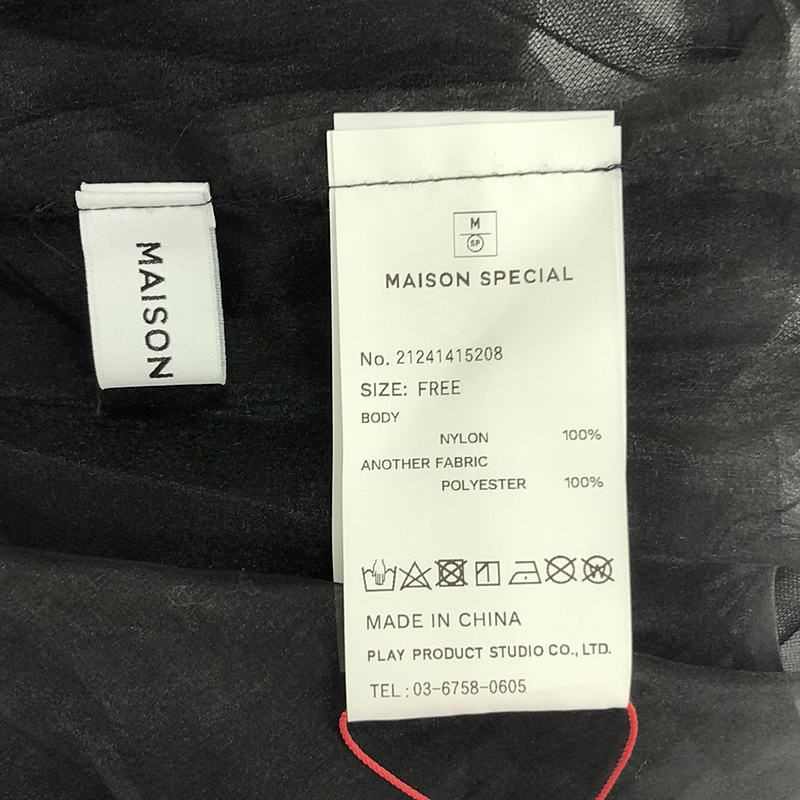 MAISON
M
SP
MAISON SPECIAL
No. 21241415208
SIZE: FREE
BODY
NYLON 100%
ANOTHER FABRIC
POLYESTER 100%
W
MADE IN CHINA
PLAY PRODUCT STUDIO CO., LTD.
TEL : 03-6758-0605